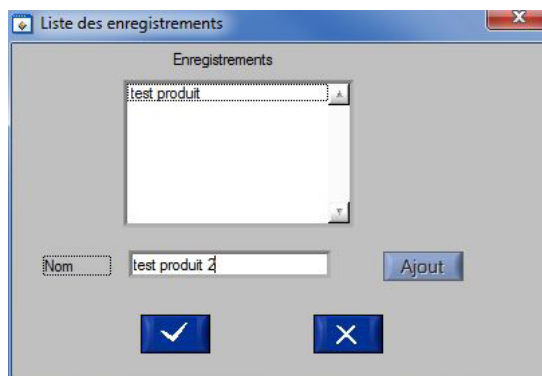 Liste des enregistrements
Enregistrements
test produit
Nom
test produit 2
Ajout